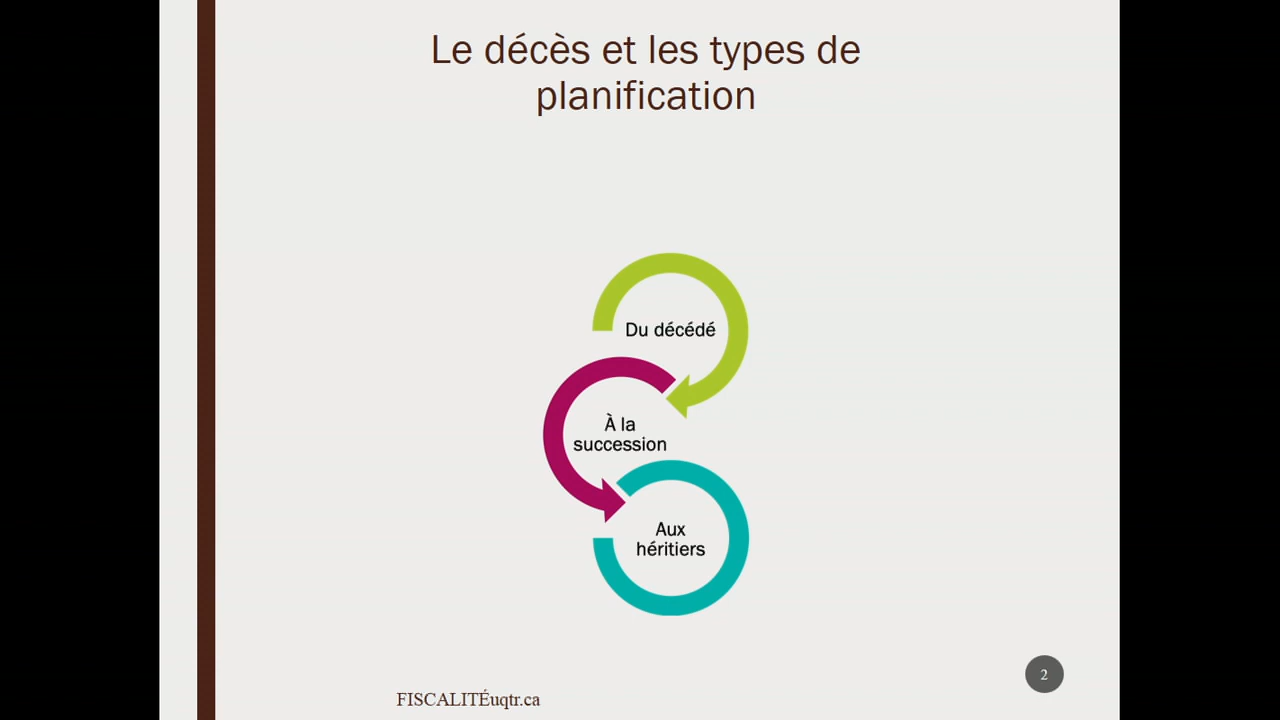 Le décès et les types de
planification
Du décédé
À la
succession
Aux
héritiers
FISCALITÉuqtr.ca
2